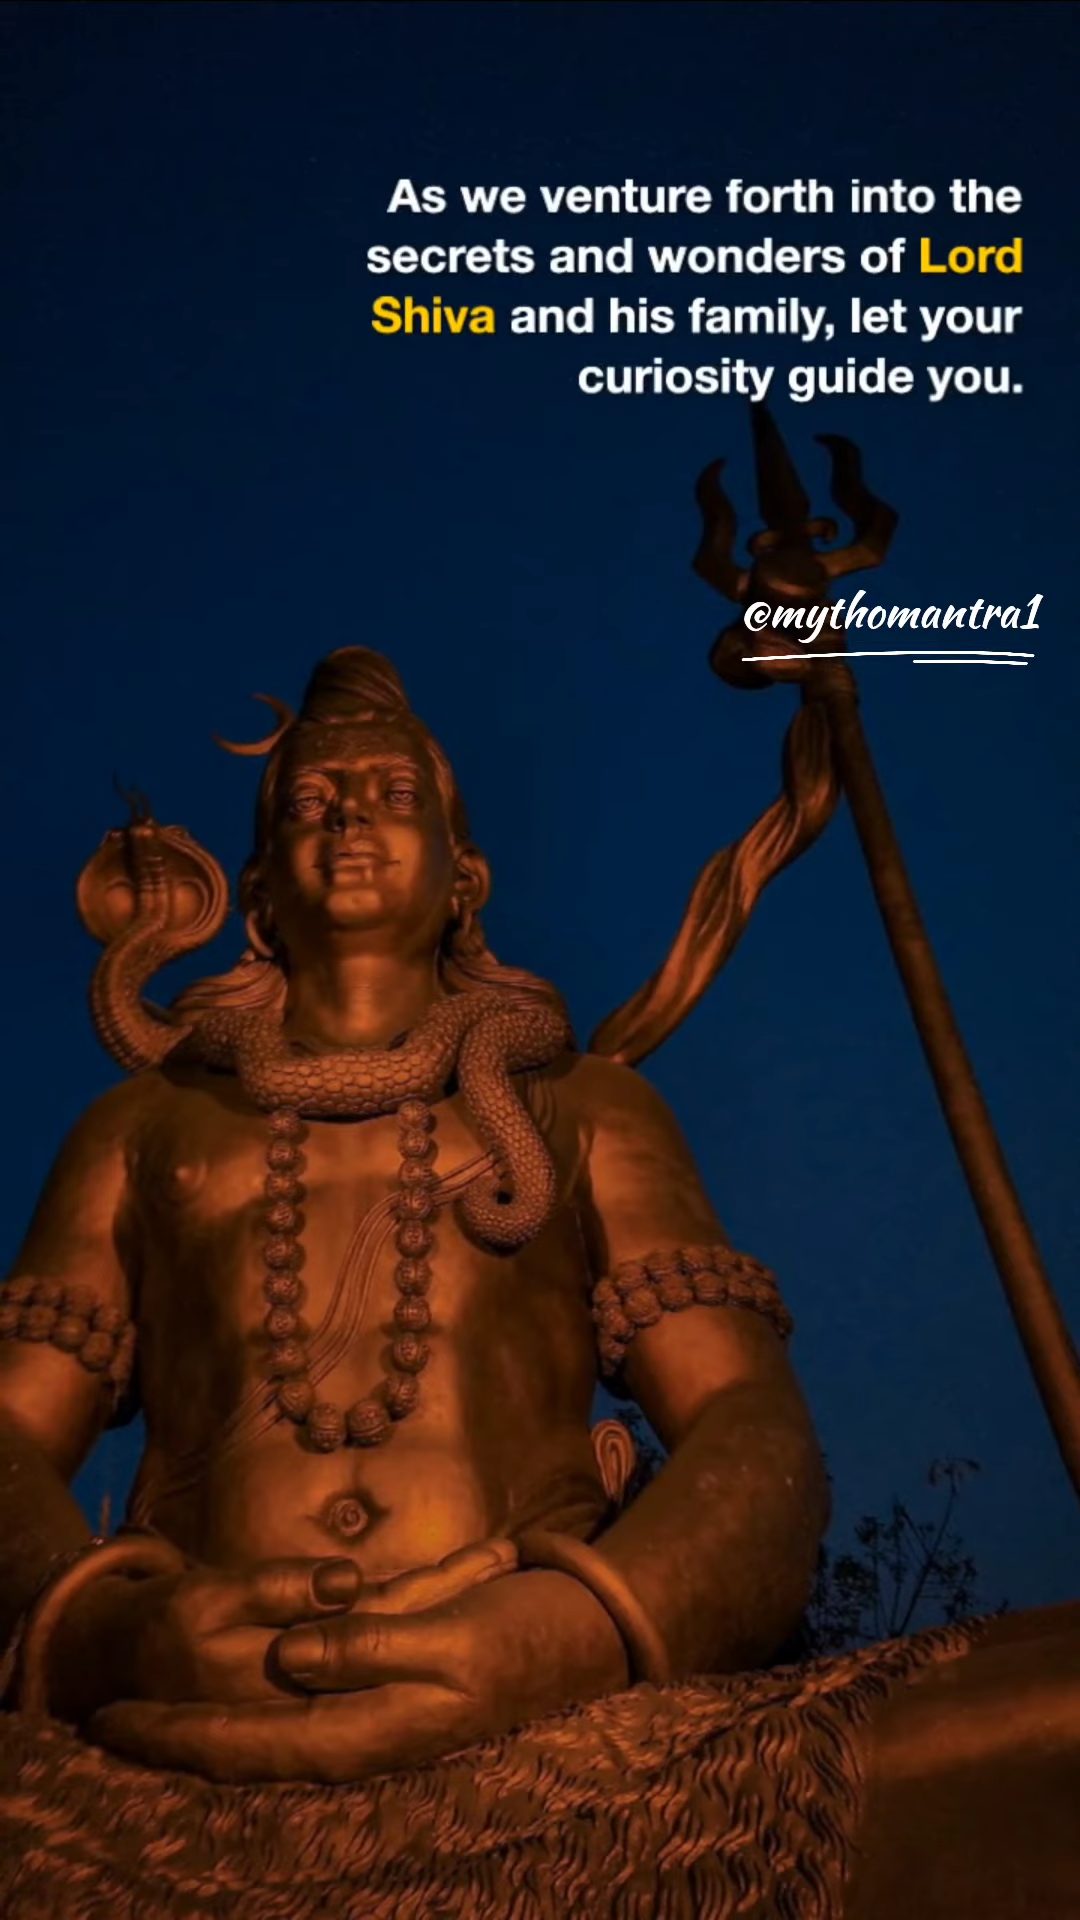 As we venture forth into the
secrets and wonders of Lord
Shiva and his family, let your
curiosity guide you.
@mythomantra1